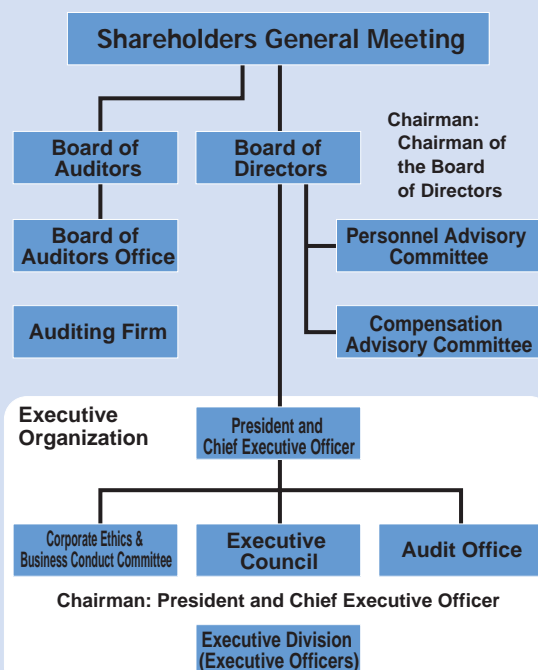 Shareholders General Meeting
Chairman:
Chairman of
the Board
of Directors
Board of
Auditors
Board of
Directors
Board of
Auditors Office
Personnel Advisory
Committee
Auditing Firm
Compensation
Advisory Committee
Executive
Organization
President and
Chief Executive Officer
Corporate Ethics &
Business Conduct Committee
Executive
Council
Audit Office
Chairman: President and Chief Executive Officer
Executive Division
(Executive Officers)